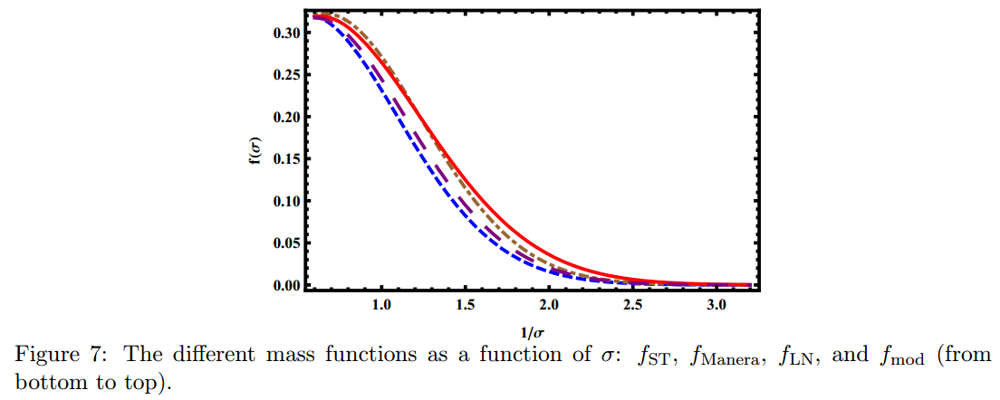 0.30
0.25
0.20
0.15
0.10
0.05
0.00
f(σ)
1.0 1.5 2.0 2.5 3.0
1/σ
Figure 7: The different mass functions as a function of σ: fST, fManera, fLN, and fmod (from
bottom to top).